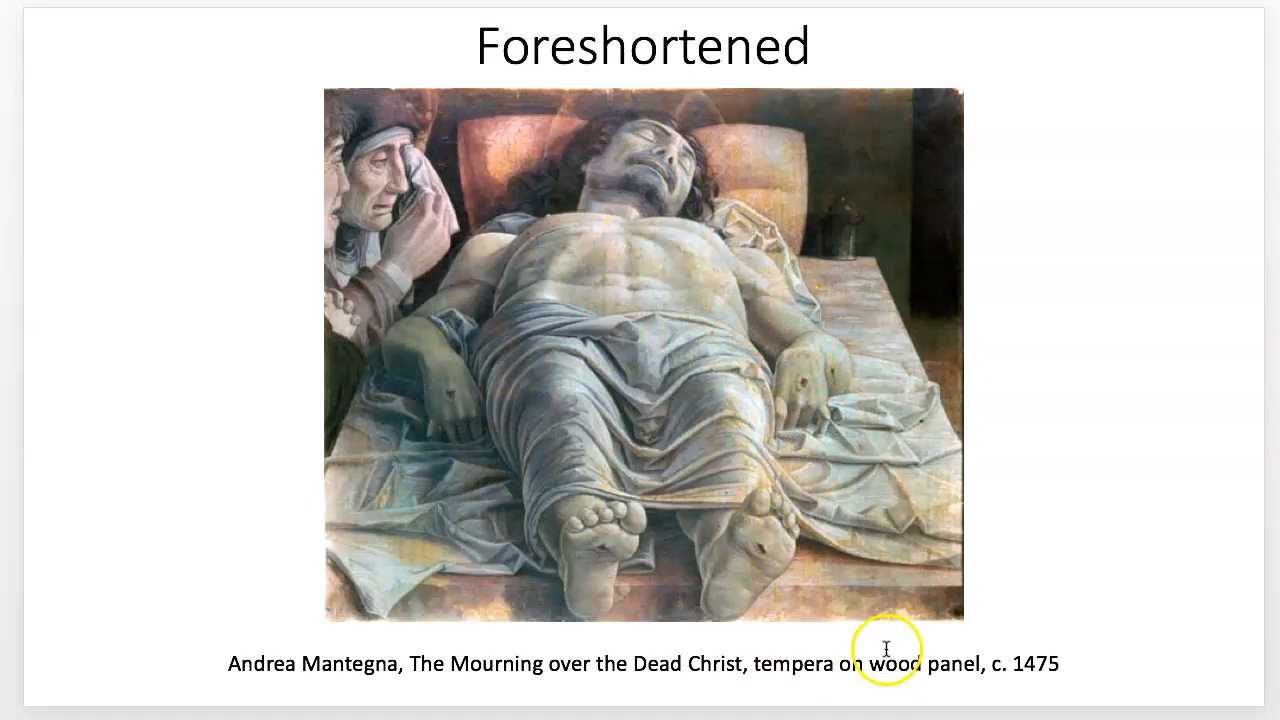 Foreshortened
Andrea Mantegna, The Mourning over the Dead Christ, tempera on wood panel, c. 1475